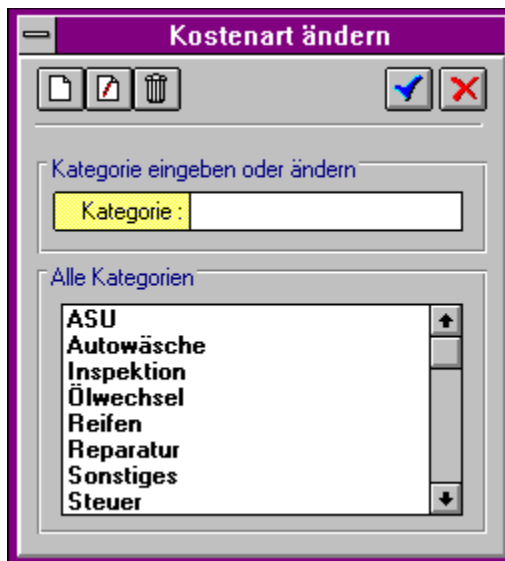 Kostenart ändern
Kategorie eingeben oder ändern
Kategorie :
Alle Kategorien
ASU
Autowäsche
Inspektion
Ölwechsel
Reifen
Reparatur
Sonstiges
Steuer